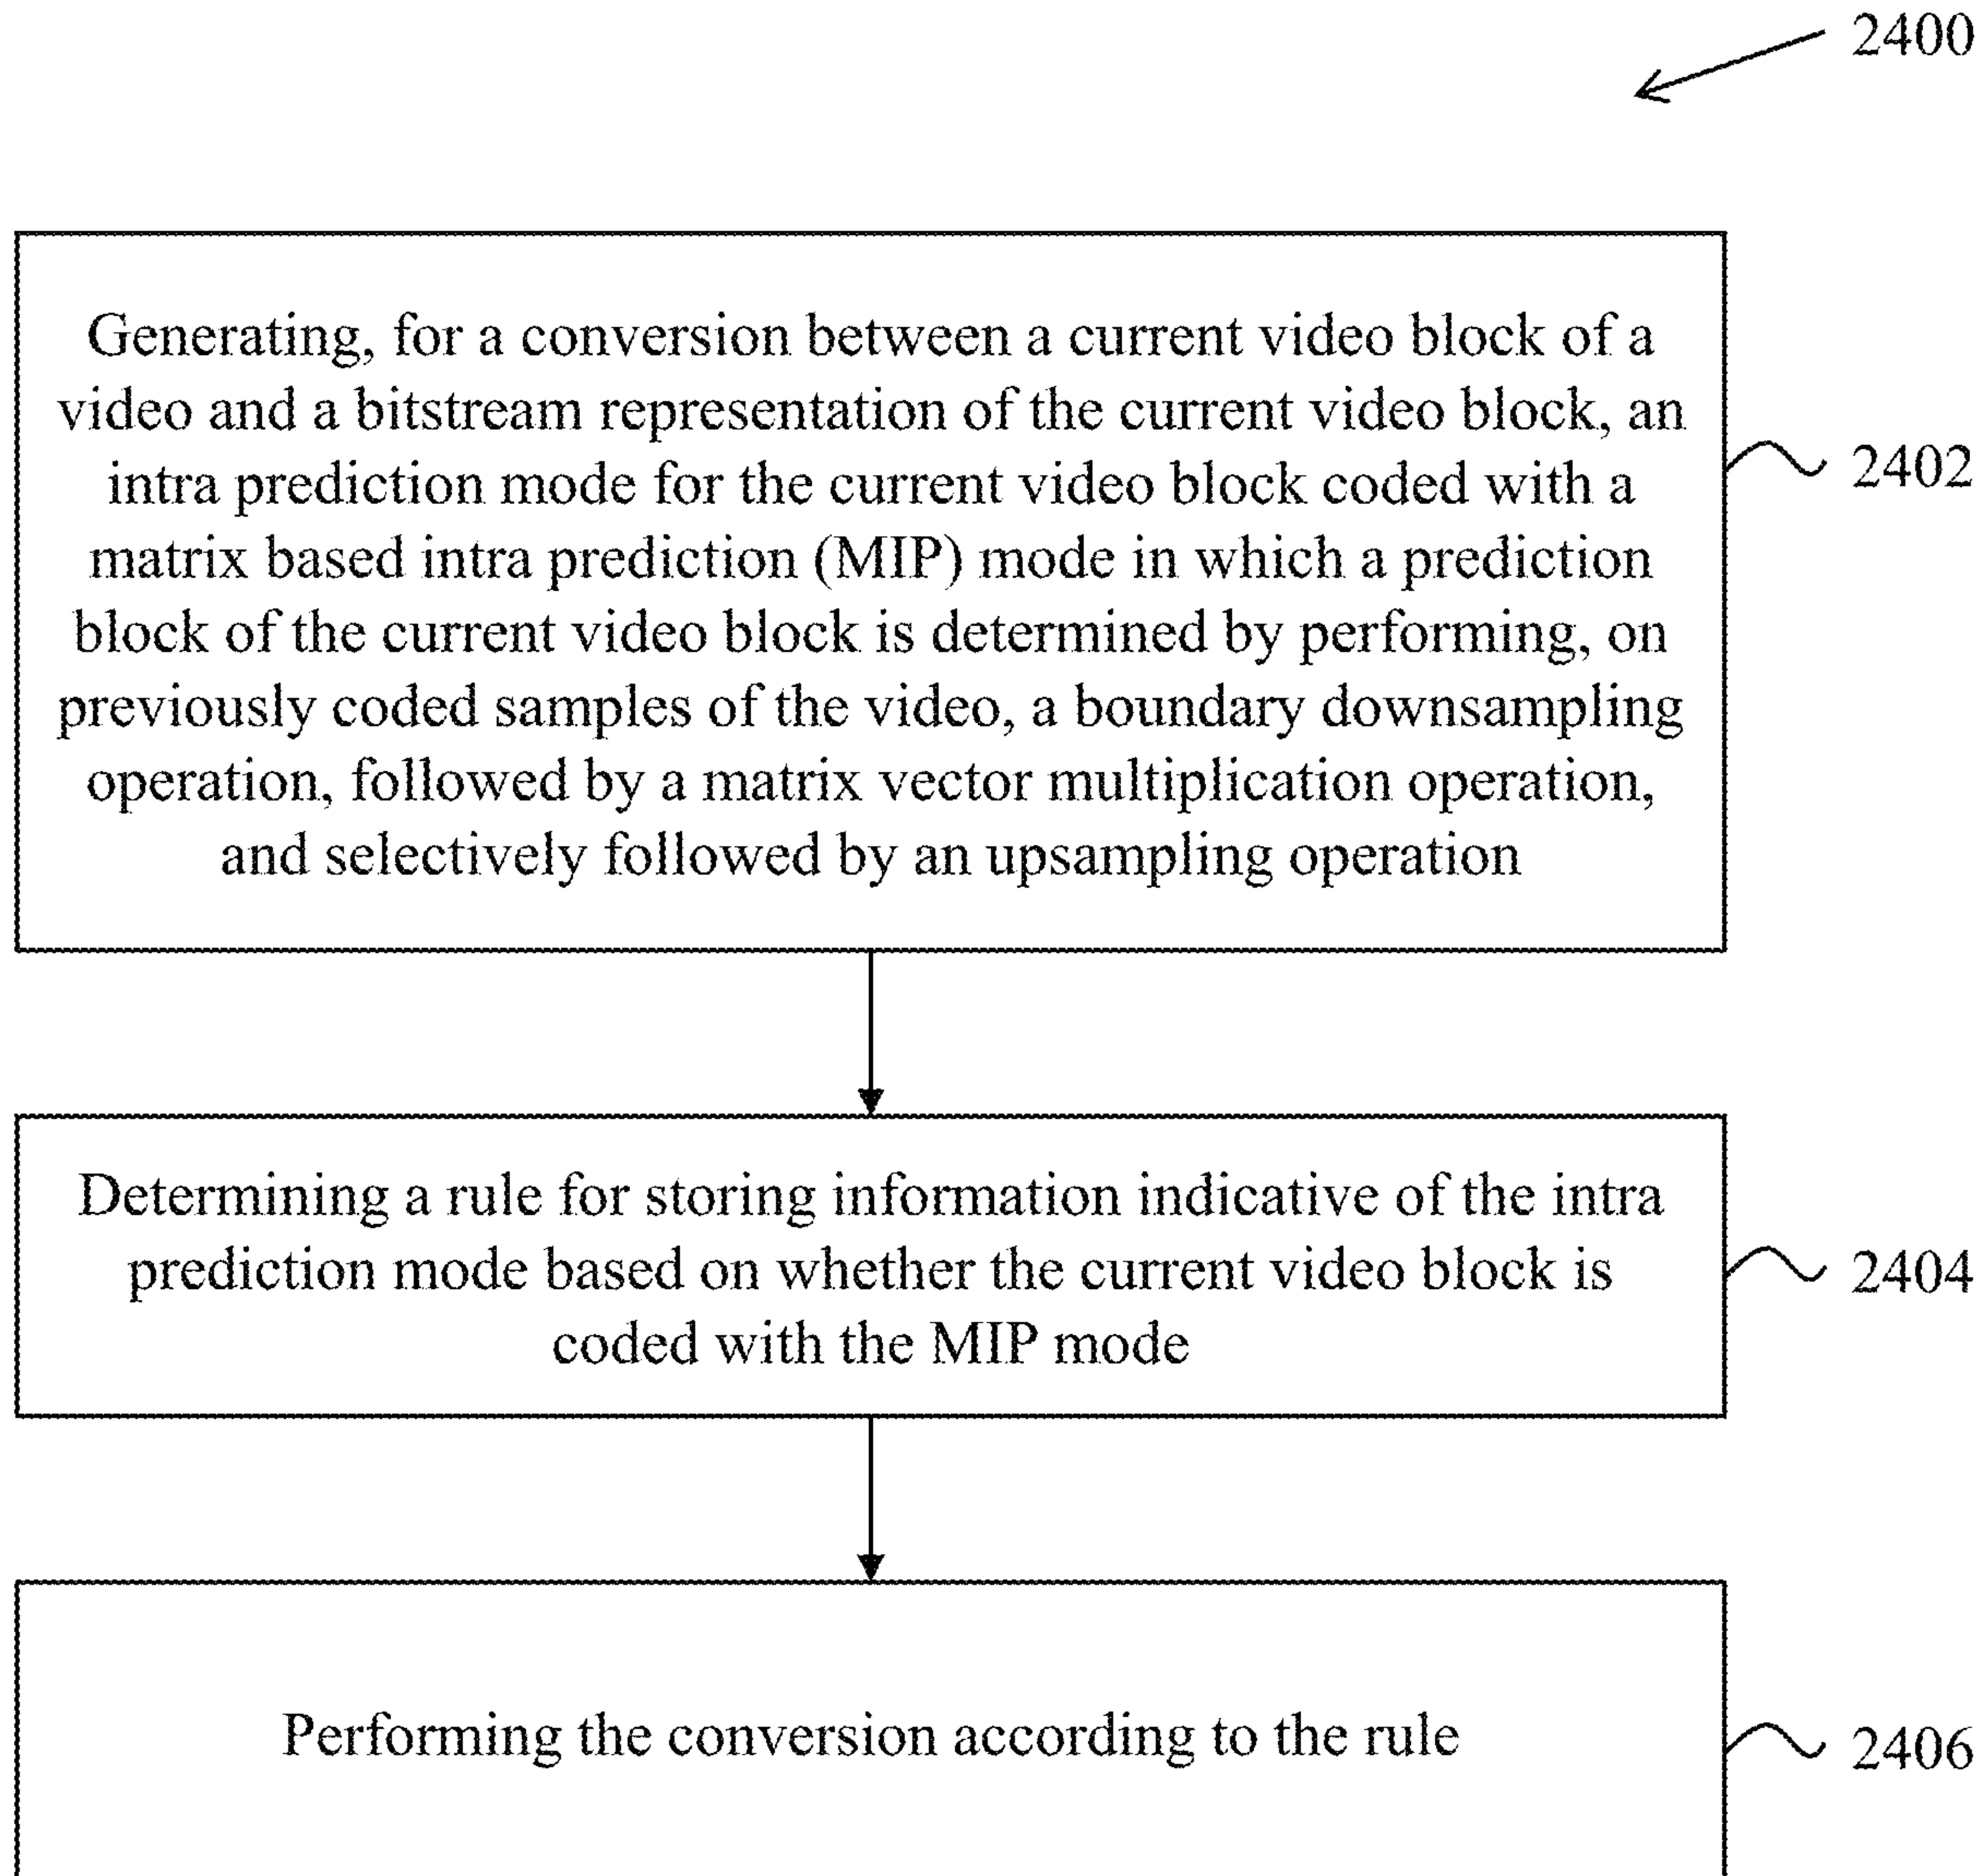 2400
Generating, for a conversion between a current video block of a
video and a bitstream representation of the current video block, an
intra prediction mode for the current video block coded with a
matrix based intra prediction (MIP) mode in which a prediction
block of the current video block is determined by performing, on
previously coded samples of the video, a boundary downsampling
operation, followed by a matrix vector multiplication operation,
and selectively followed by an upsampling operation
2402
Determining a rule for storing information indicative of the intra
prediction mode based on whether the current video block is
coded with the MIP mode
2404
Performing the conversion according to the rule
2406